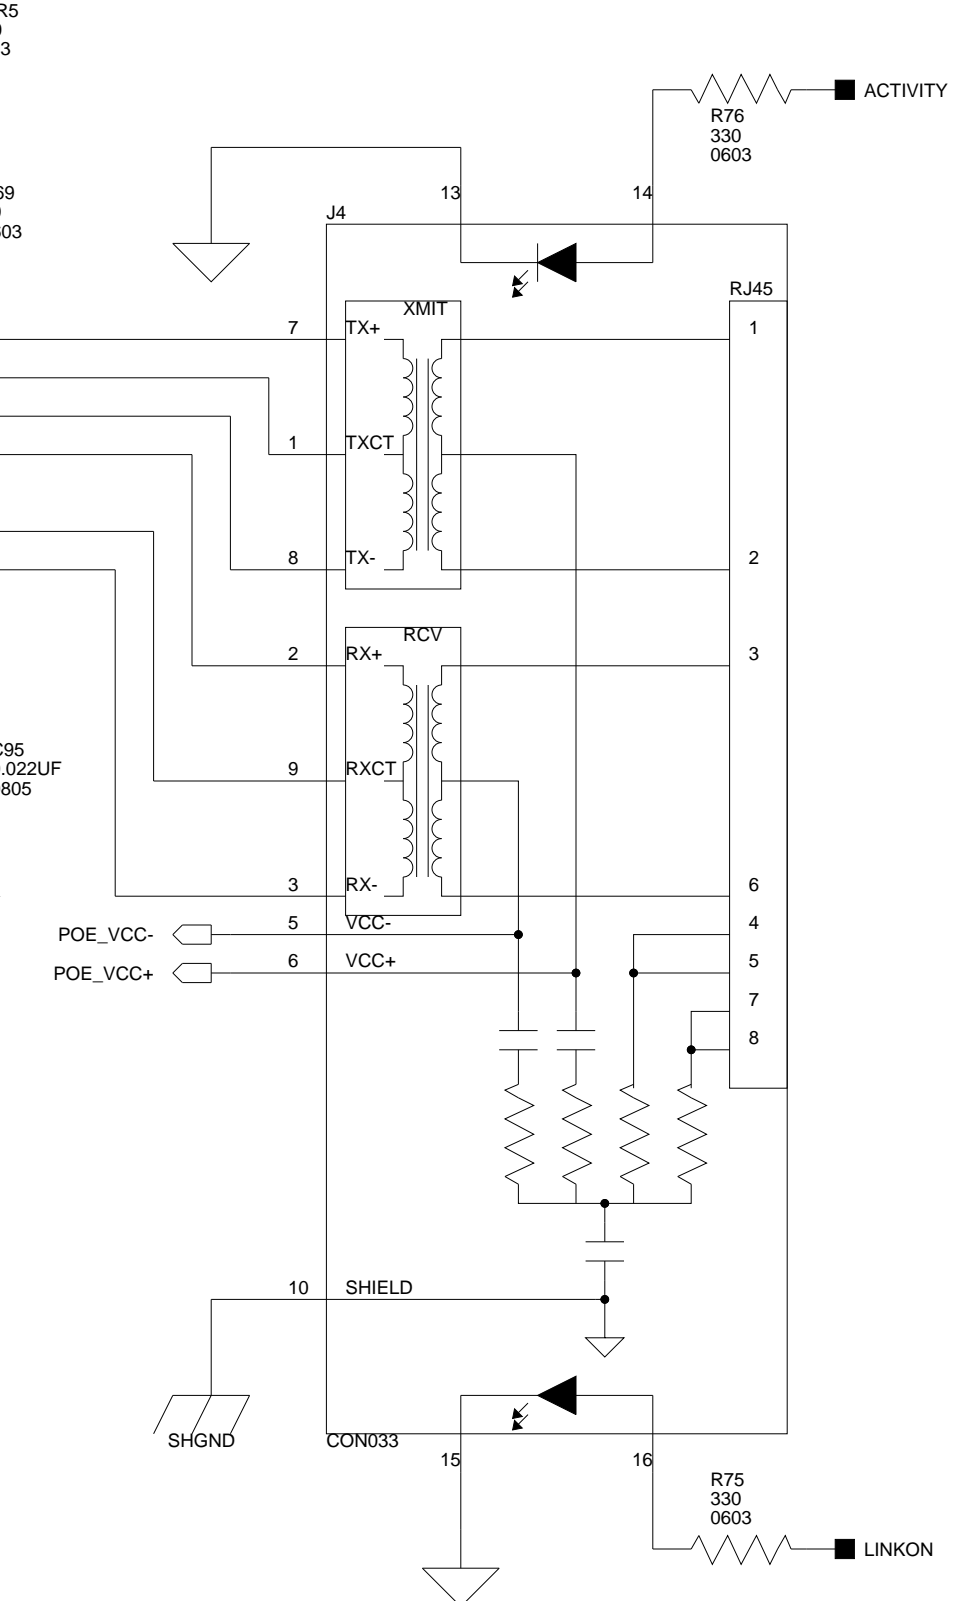 R5
3
ACTIVITY
R76
330
0603
13
14
J4
69
603
RJ45
XMIT
7
TX+
1
1
TXCT
8
TX-
2
RCV
2
RX+
3
C95
.022UF
0805
9
RXCT
3
RX-
6
POE_VCC-
5
VCC-
4
POE_VCC+
6
VCC+
5
7
8
10
SHIELD
SHGND
CON033
15
16
R75
330
0603
LINKON